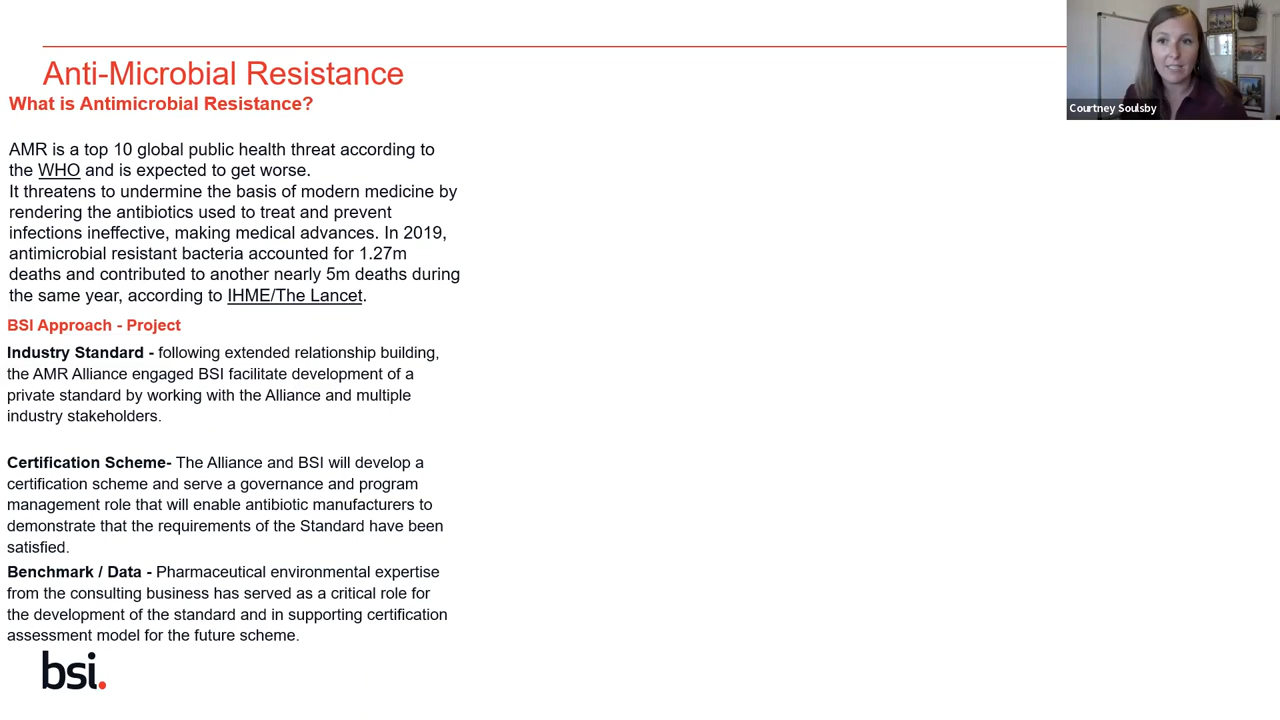 Anti-Microbial Resistance
What is Antimicrobial Resistance?
AMR is a top 10 global public health threat according to
the WHO and is expected to get worse.
It threatens to undermine the basis of modern medicine by
rendering the antibiotics used to treat and prevent
infections ineffective, making medical advances. In 2019,
antimicrobial resistant bacteria accounted for 1.27m
deaths and contributed to another nearly 5m deaths during
the same year, according to IHME/The Lancet.
BSI Approach - Project
Industry Standard - following extended relationship building,
the AMR Alliance engaged BSI facilitate development of a
private standard by working with the Alliance and multiple
industry stakeholders.
Certification Scheme- The Alliance and BSI will develop a
certification scheme and serve a governance and program
management role that will enable antibiotic manufacturers to
demonstrate that the requirements of the Standard have been
satisfied.
Benchmark / Data - Pharmaceutical environmental expertise
from the consulting business has served as a critical role for
the development of the standard and in supporting certification
assessment model for the future scheme.
bsi.
Courtney Soulsby